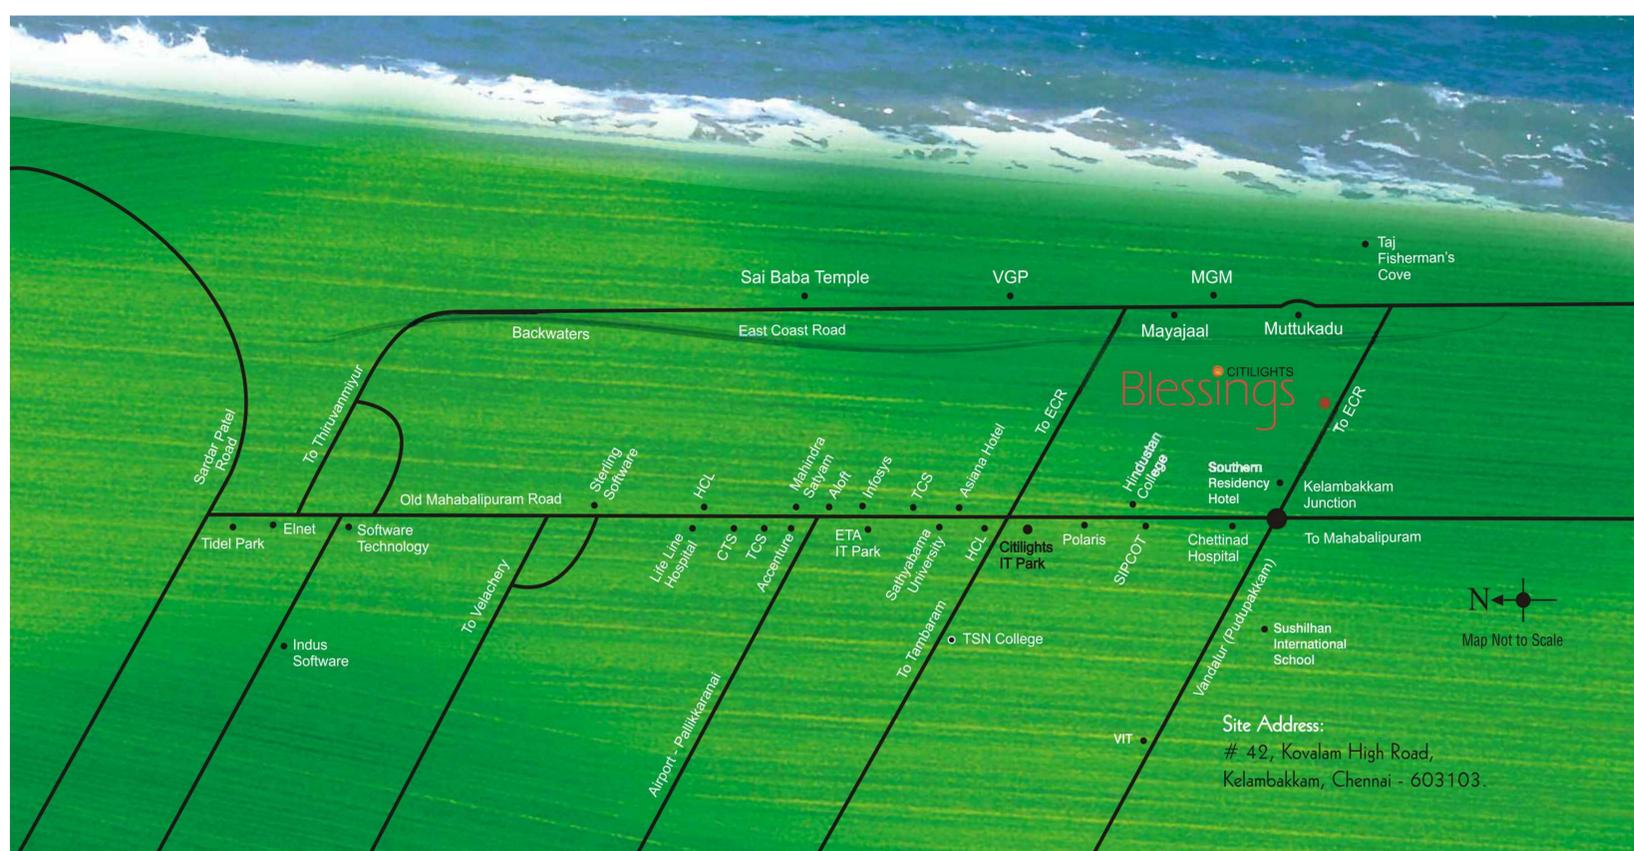 Taj
Fisherman's
Cove
Sai Baba Temple
VGP
MGM
Backwaters
East Coast Road
Mayajaal
Muttukadu
CITILIGHTS
Blessings
To ECR
To ECR
Sardar Patel
Road
To Thiruvanmiyur
Old Mahabalipuram Road
Sterling
Software
HCL
Mahindra
Satyam
Aloft
Infosys
TCS
Asiana Hotel
Hindustan
College
Southern
Residency
Hotel
Kelambakkam
Junction
Tidel Park
Elnet
Software
Technology
Life Line
Hospital
CTS
TCS
Accenture
ETA
IT Park
Sathyabama
University
HCL
Citilights
IT Park
Polaris
SIPCOT
Chettinad
Hospital
To Mahabalipuram
To Velachery
Indus
Software
Airport - Pallikkaranai
To Tambaram
TSN College
Vandalur (Pudupakkam)
Sushilhan
International
School
N
Map Not to Scale
VIT
Site Address:
# 42, Kovalam High Road,
Kelambakkam, Chennai - 603103.